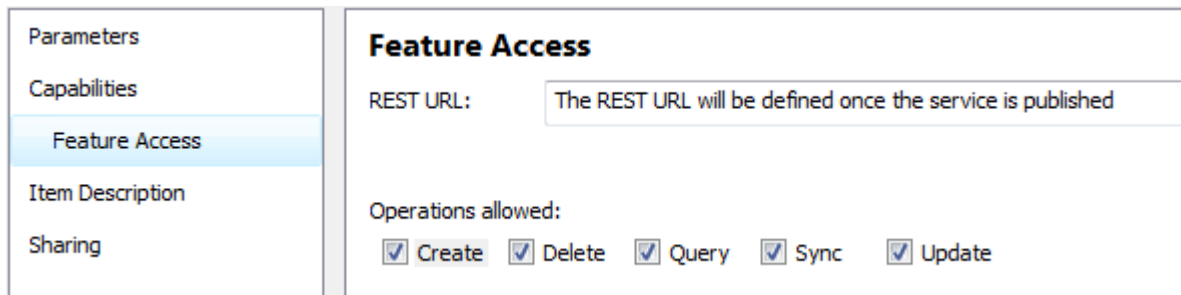 Parameters
Capabilities
Feature Access
Item Description
Sharing
Feature Access
REST URL: The REST URL will be defined once the service is published
Operations allowed:
Create Delete Query Sync Update